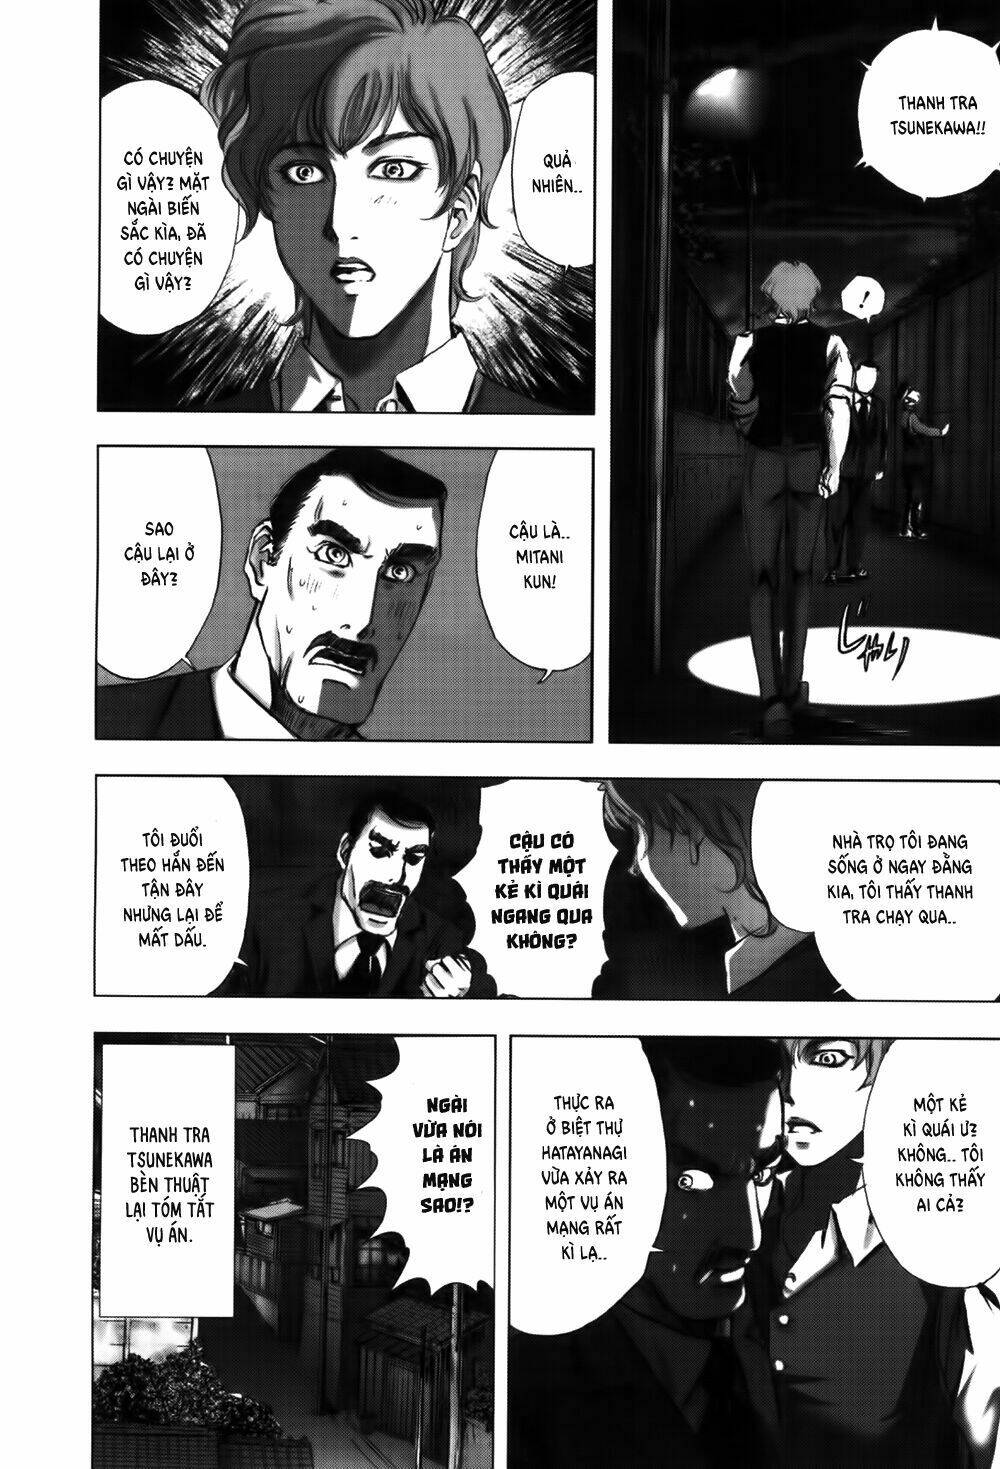 THANH TRA
TSUNEKAWA!!
!
じゃり
QUẢ
NHIÊN..
CÓ CHUYỆN
GÌ VẬY? MẶT
NGÀI BIẾN
SẮC KÌA, ĐÃ
CÓ CHUYỆN
GÌ VẬY?
CẬU LÀ..
MITANI
KUN!
SAO
CẬU LẠI Ở
ĐÂY?
NHÀ TRỌ TÔI ĐANG
SỐNG Ở NGAY ĐẰNG
KIA, TÔI THẤY THANH
TRA CHẠY QUA..
CẬU CÓ
THẤY MỘT
KẺ KÌ QUÁI
NGANG QUA
KHÔNG?
TÔI ĐUỔI
THEO HẮN ĐẾN
TẬN ĐÂY
NHƯNG LẠI ĐỂ
MẤT DẤU.
MỘT KẺ
KÌ QUÁI Ư?
KHÔNG.. TÔI
KHÔNG THẤY
AI CẢ?
THỰC RA
Ở BIỆT THỰ
HATAYANAGI
VỪA XẢY RA
MỘT VỤ ÁN
MẠNG RẤT
KÌ LẠ..
NGÀI
VỪA NÓI
LÀ ÁN
MẠNG
SAO!?
THANH TRA
TSUNEKAWA
BÈN THUẬT
LẠI TÓM TẮT
VỤ ÁN.